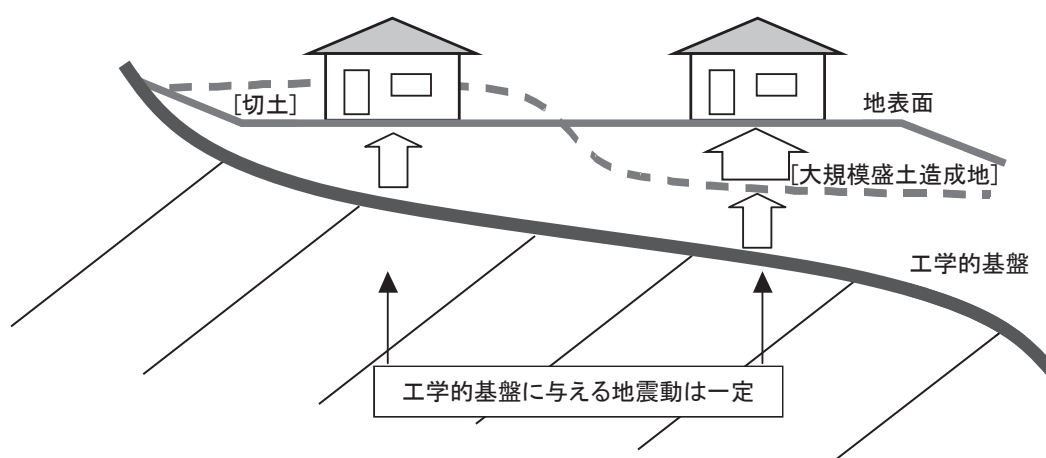 [切土]
地表面
[大規模盛土造成地]
工学的基盤
工学的基盤に与える地震動は一定